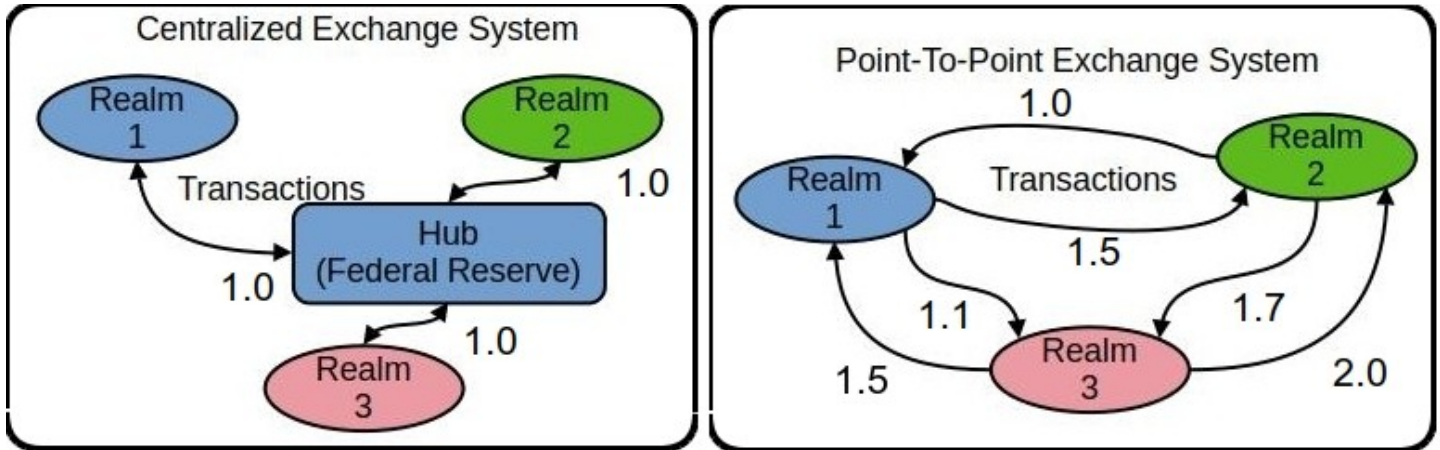 Centralized Exchange System
Realm
1
Realm
2
Transactions
1.0
Hub
(Federal Reserve)
1.0
1.0
Realm
3
Point-To-Point Exchange System
1.0
Realm
2
Realm
1
Transactions
1.5
1.1
1.7
Realm
3
1.5
2.0